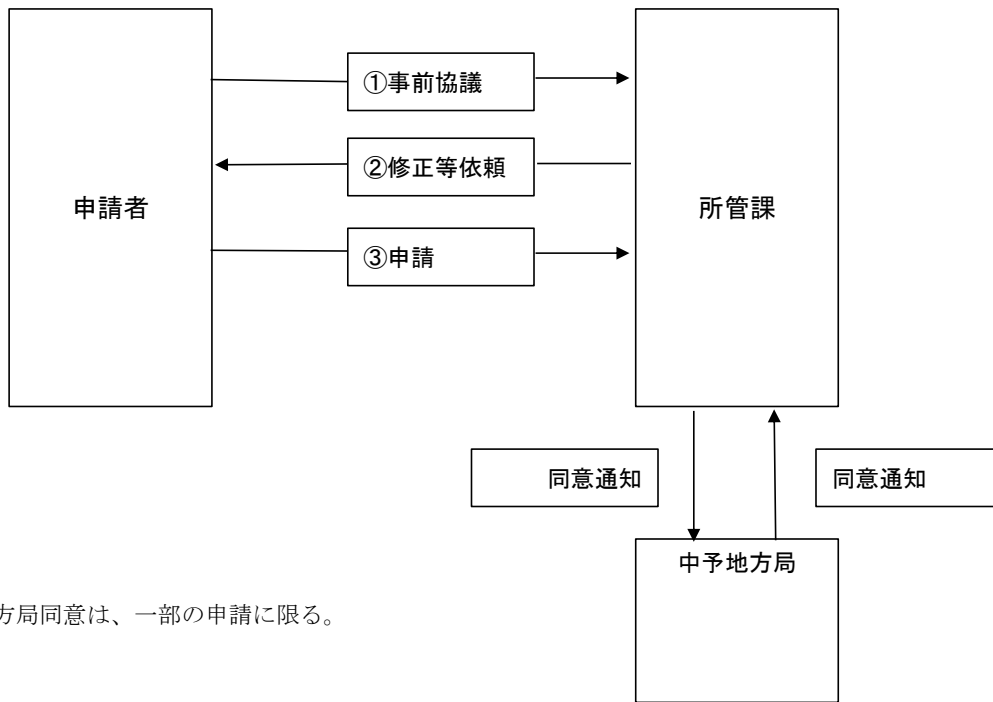 ①事前協議
②修正等依頼
申請者
所管課
③申請
同意通知
同意通知
中予地方局
方局同意は、一部の申請に限る。